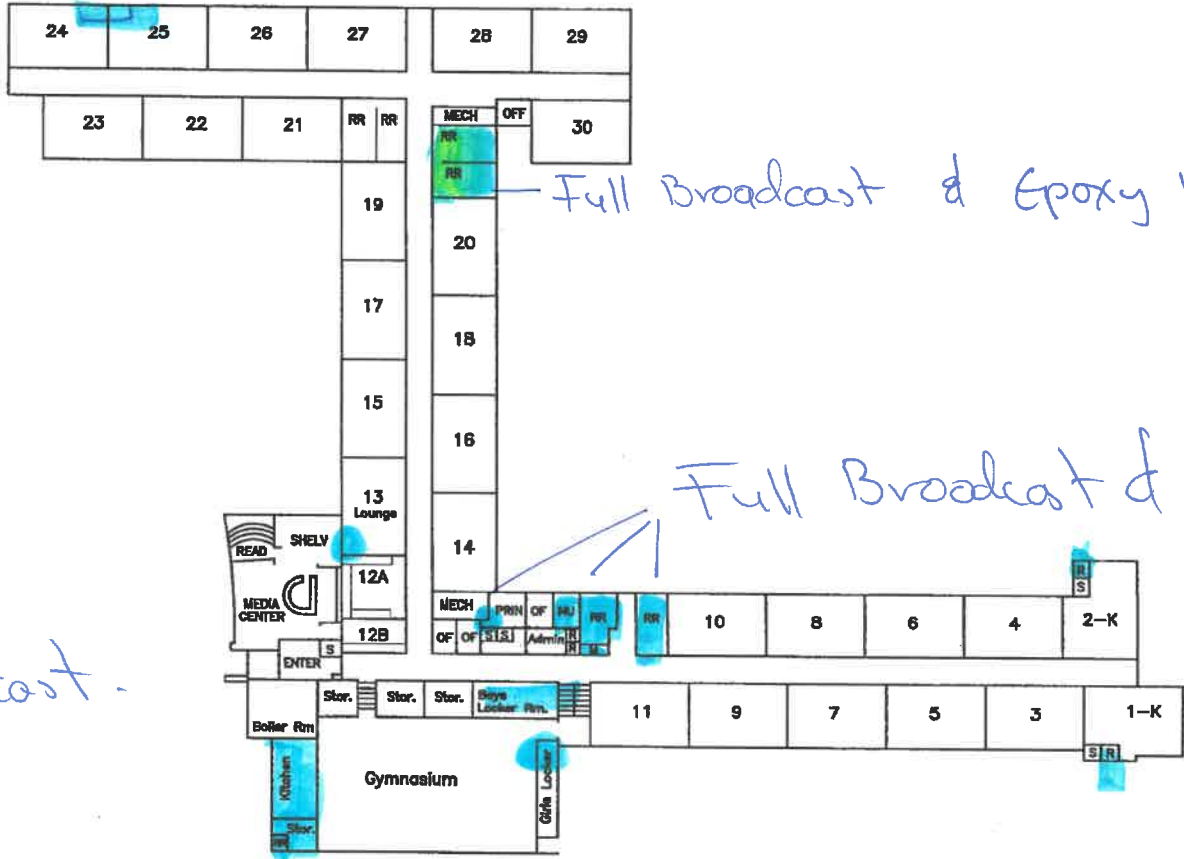 24 25 26 27 28 29
23 22 21 RR RR MECH OFF 30
RR
RR
Full Broadcast & Epoxy
19
20
17
18
15
16
13
Lounge
Full Broadcast &
14
READ SHELV
12A
MEDIA
CENTER
R
S
MECH PRIN OF NU RR RR 10 8 6 4 2-K
12B
OF OF S S Admin R
R
S
ENTER
cast.
Stor. Stor. Stor. Boys
Locker Rm.
11 9 7 5 3 1-K
Boiler Rm
S R
Kitchen
Gymnasium
Girls Locker
Stor.